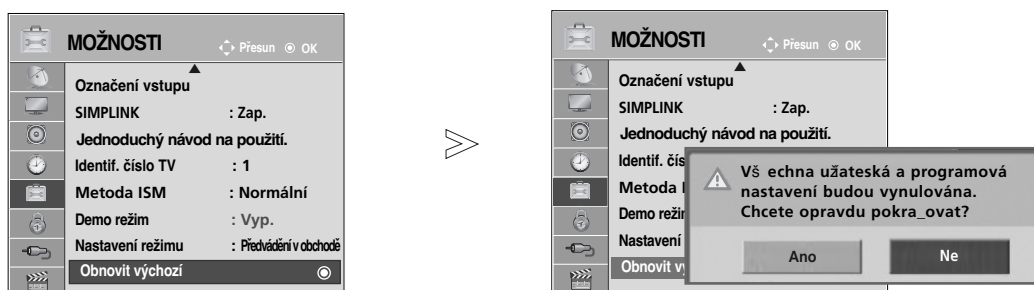 MOŽNOSTI Přesun OK
Označení vstupu
SIMPLINK : Zap.
Jednoduchý návod na použití.
Identif. číslo TV : 1
Metoda ISM : Normální
Demo režim : Vyp.
Nastavení režimu : Předvádění v obchodě
Obnovit výchozí
MOŽNOSTI Přesun OK
Označení vstupu
SIMPLINK : Zap.
Jednoduchý návod na použití.
Identif. čís
Metoda I
Demo režin
Nastavení
Obnovit vý
Vš echna užateská a programová
nastavení budou vynulována.
Chcete opravdu pokra_ovat?
Ano Ne